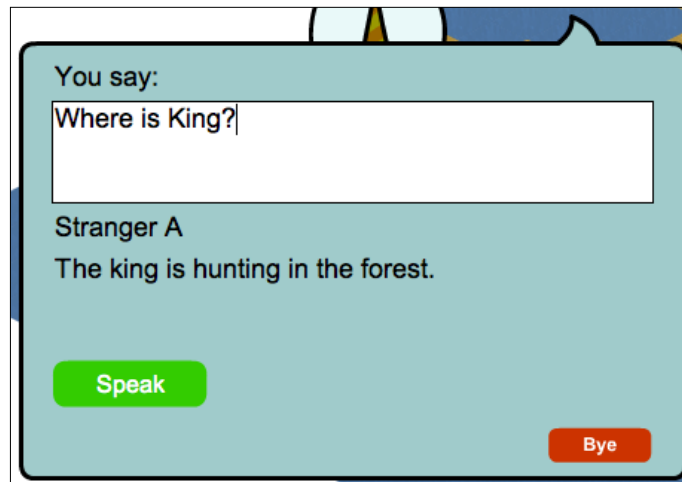 You say:
Where is King?
Stranger A
The king is hunting in the forest.
Speak
Bye